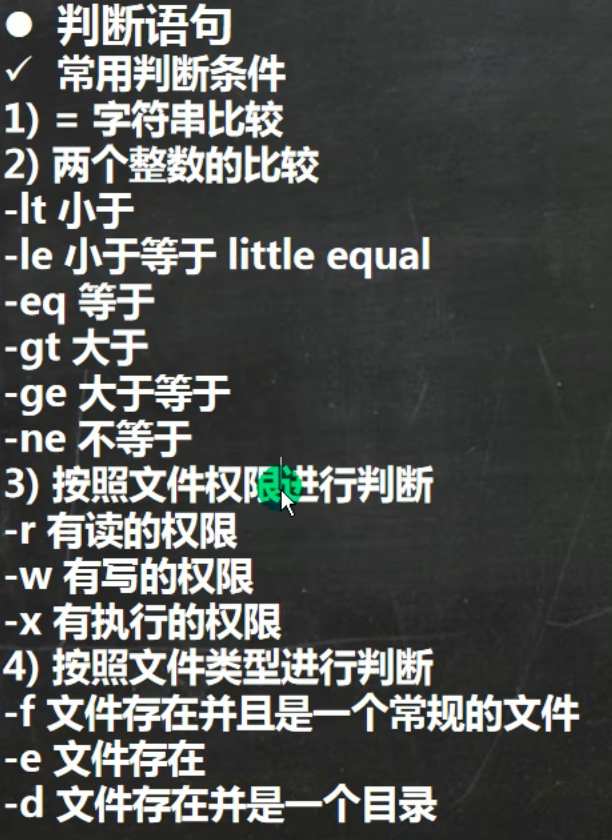 ● 判断语句
✓ 常用判断条件
1) = 字符串比较
2) 两个整数的比较
-lt 小于
-le 小于等于 little equal
-eq 等于
-gt 大于
-ge 大于等于
-ne 不等于
3) 按照文件权限进行判断
-r 有读的权限
-w 有写的权限
-x 有执行的权限
4) 按照文件类型进行判断
-f 文件存在并且是一个常规的文件
-e 文件存在
-d 文件存在并是一个目录